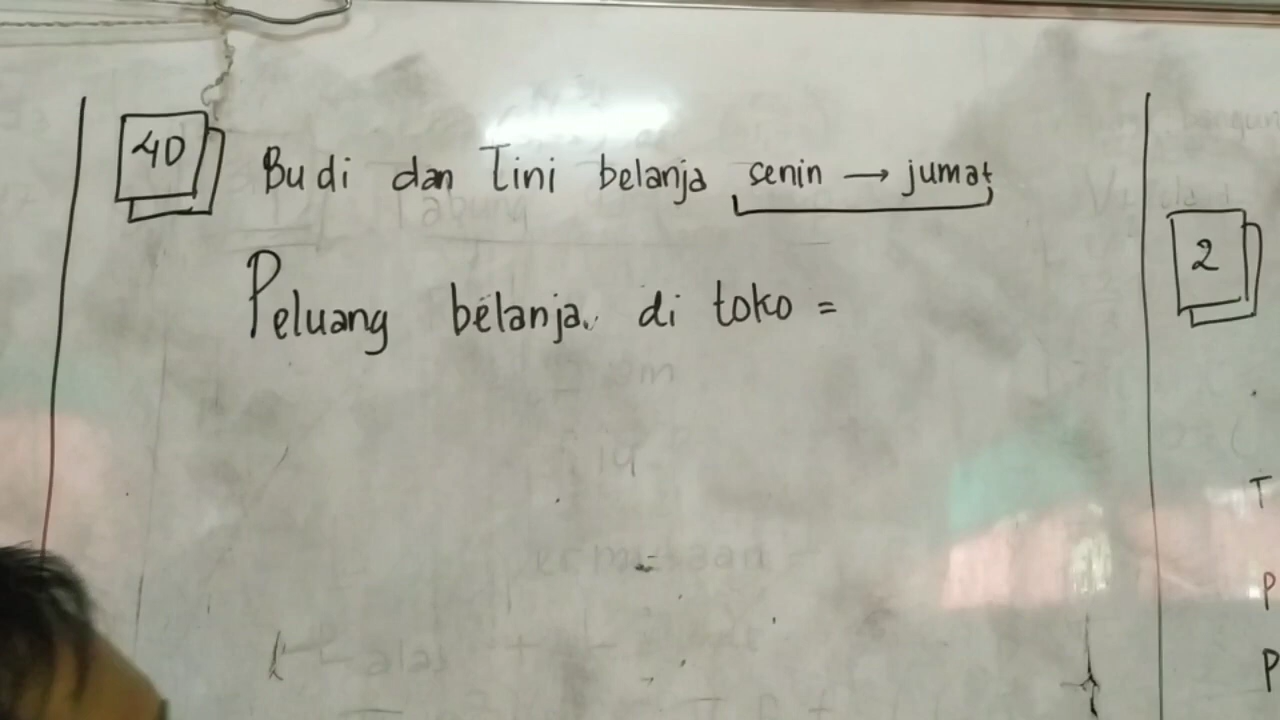 40
Budi dan Tini belanja senin → jumat
Peluang belanja di toko =
2
T
P
P